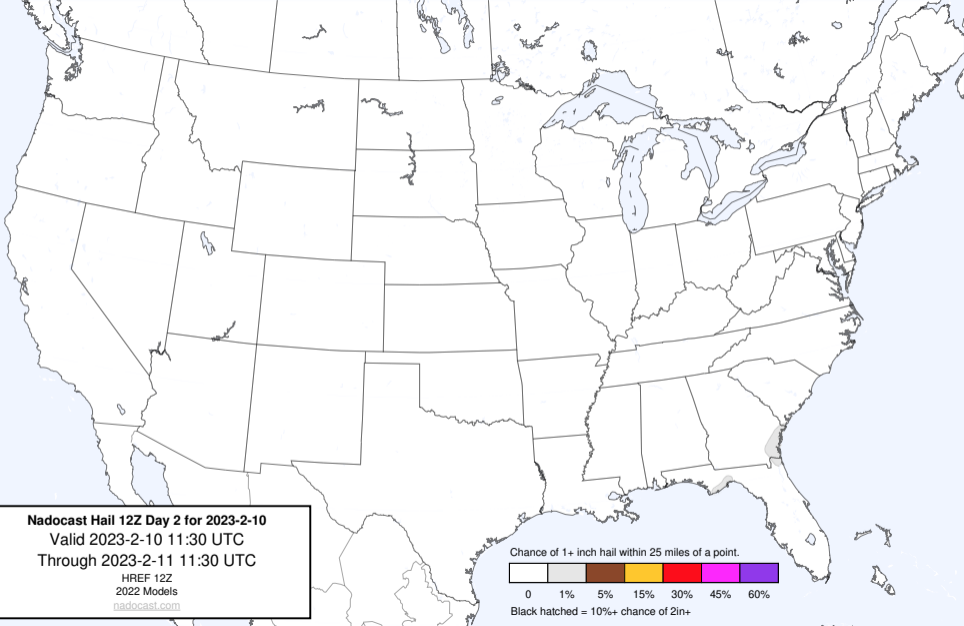 Nadocast Hail 12Z Day 2 for 2023-2-10
Valid 2023-2-10 11:30 UTC
Through 2023-2-11 11:30 UTC
HREF 12Z
2022 Models
nadocast.com
Chance of 1+ inch hail within 25 miles of a point.
0 1% 5% 15% 30% 45% 60%
Black hatched = 10%+ chance of 2in+